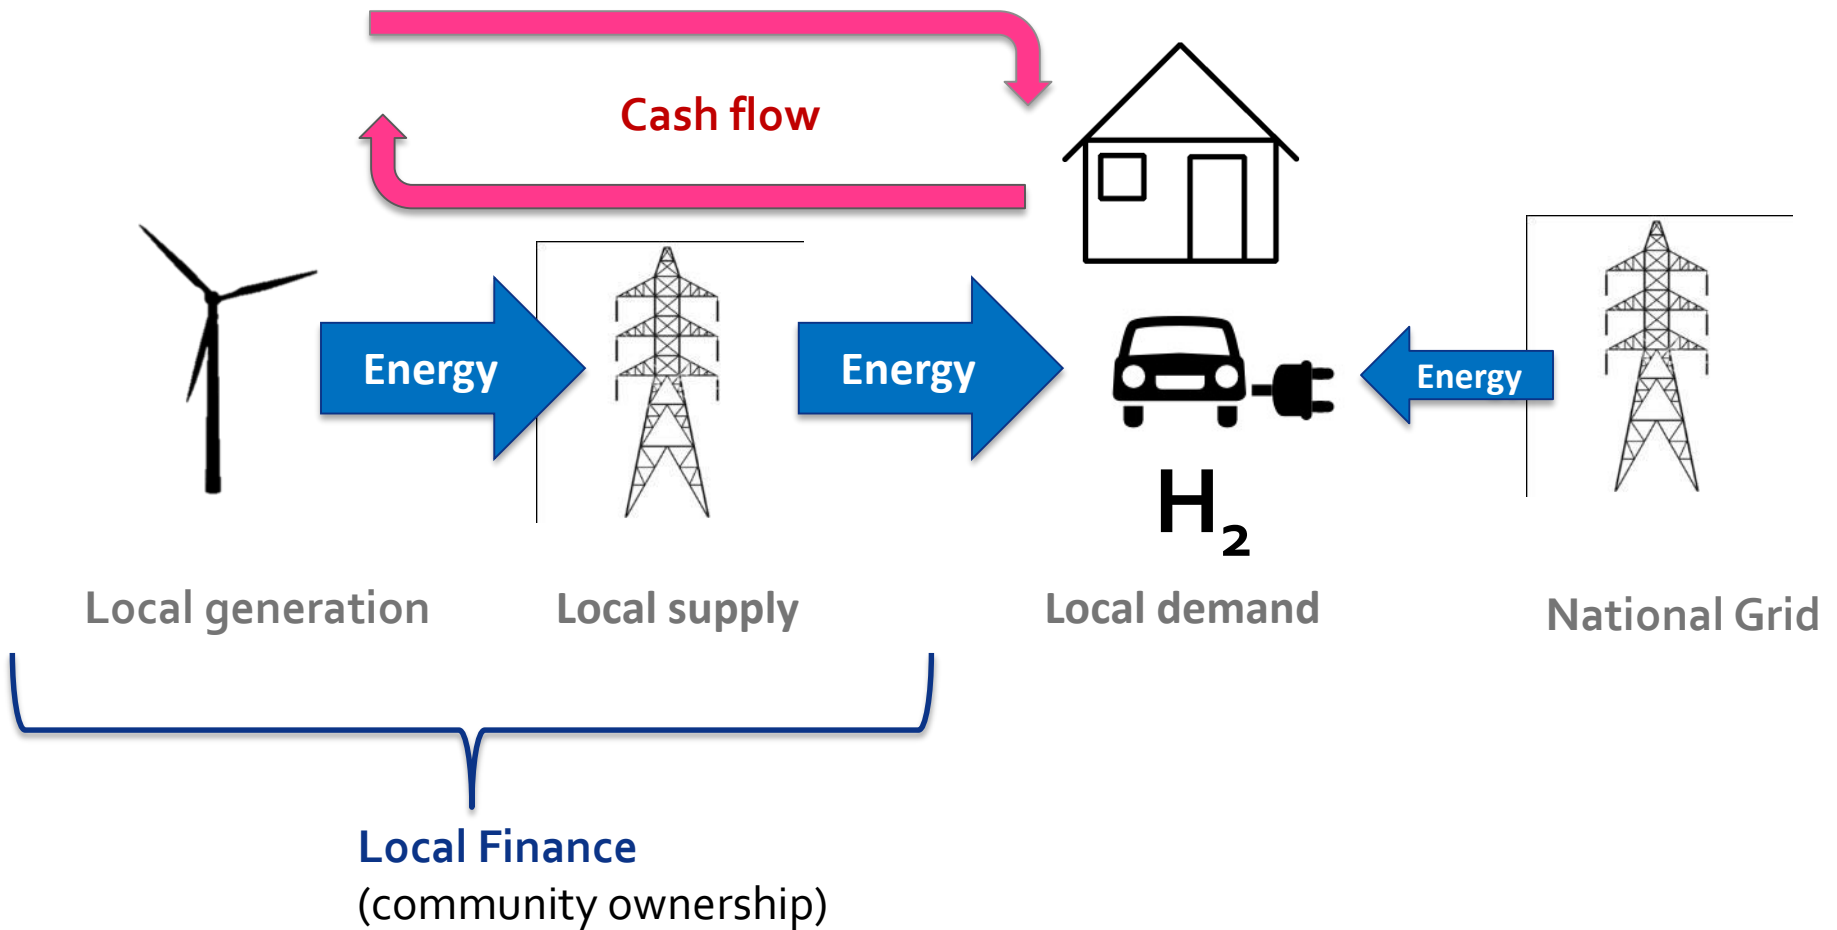 Cash flow
Energy
Energy
Energy
H₂
Local generation
Local supply
Local demand
National Grid
Local Finance
(community ownership)